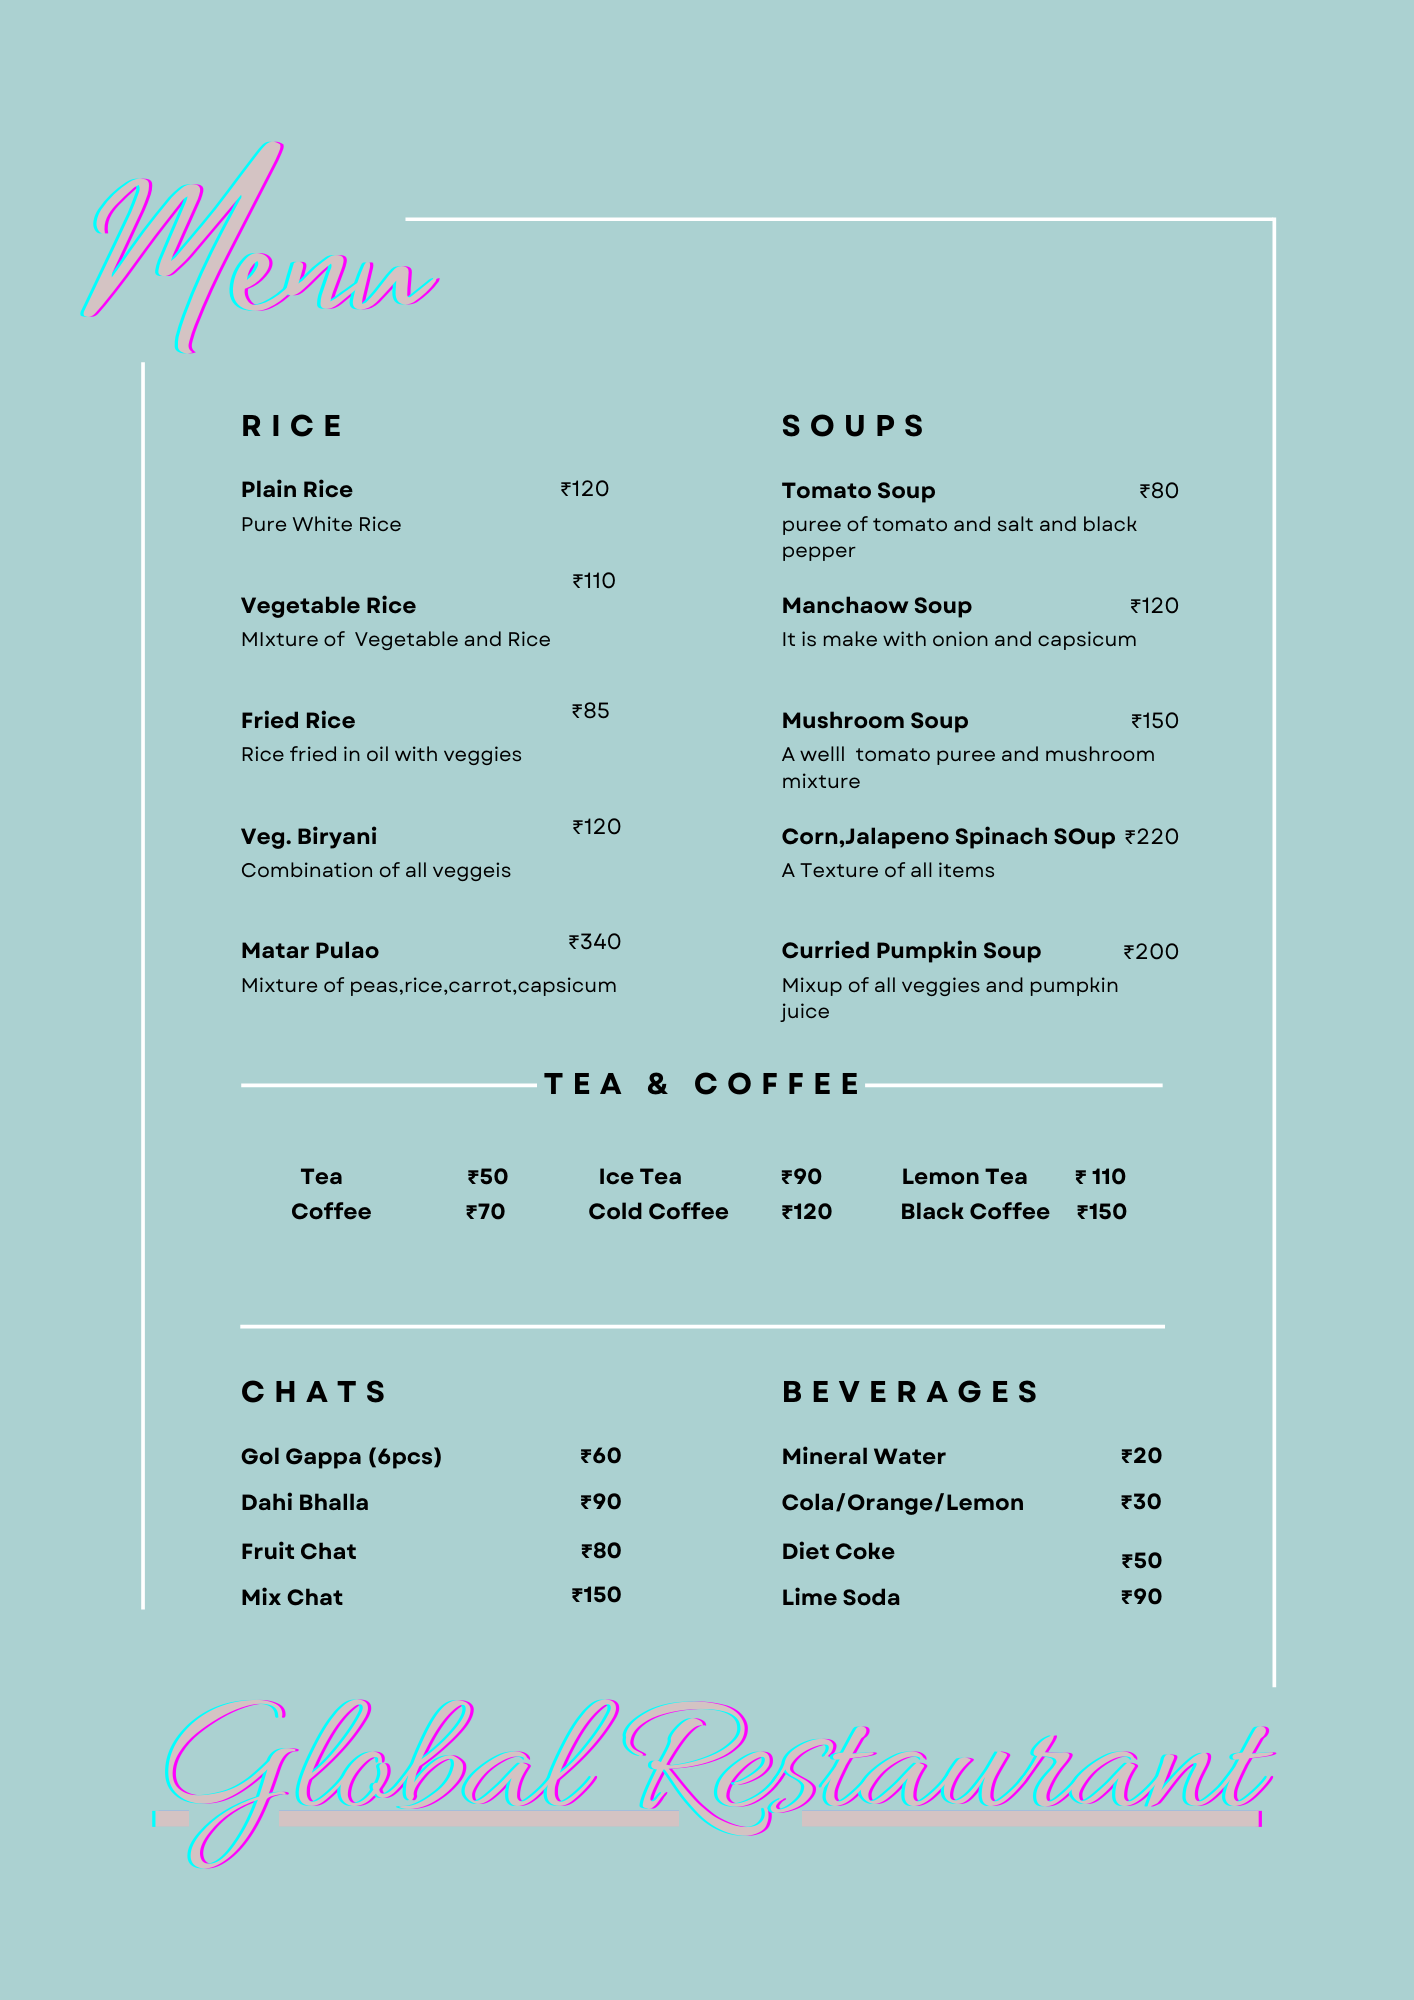 Menu
RICE
Plain Rice ₹120
Pure White Rice
₹110
Vegetable Rice
MIxture of  Vegetable and Rice
Fried Rice ₹85
Rice fried in oil with veggies
Veg. Biryani ₹120
Combination of all veggeis
Matar Pulao ₹340
Mixture of peas,rice,carrot,capsicum
SOUPS
Tomato Soup ₹80
puree of tomato and salt and black
pepper
Manchaow Soup ₹120
It is make with onion and capsicum
Mushroom Soup ₹150
A welll  tomato puree and mushroom
mixture
Corn,Jalapeno Spinach SOup ₹220
A Texture of all items
Curried Pumpkin Soup ₹200
Mixup of all veggies and pumpkin
juice
TEA & COFFEE
Tea ₹50 Ice Tea ₹90 Lemon Tea ₹ 110
Coffee ₹70 Cold Coffee ₹120 Black Coffee ₹150
CHATS
Gol Gappa (6pcs) ₹60
Dahi Bhalla ₹90
Fruit Chat ₹80
Mix Chat ₹150
BEVERAGES
Mineral Water ₹20
Cola/Orange/Lemon ₹30
Diet Coke ₹50
Lime Soda ₹90
Global Restaurant